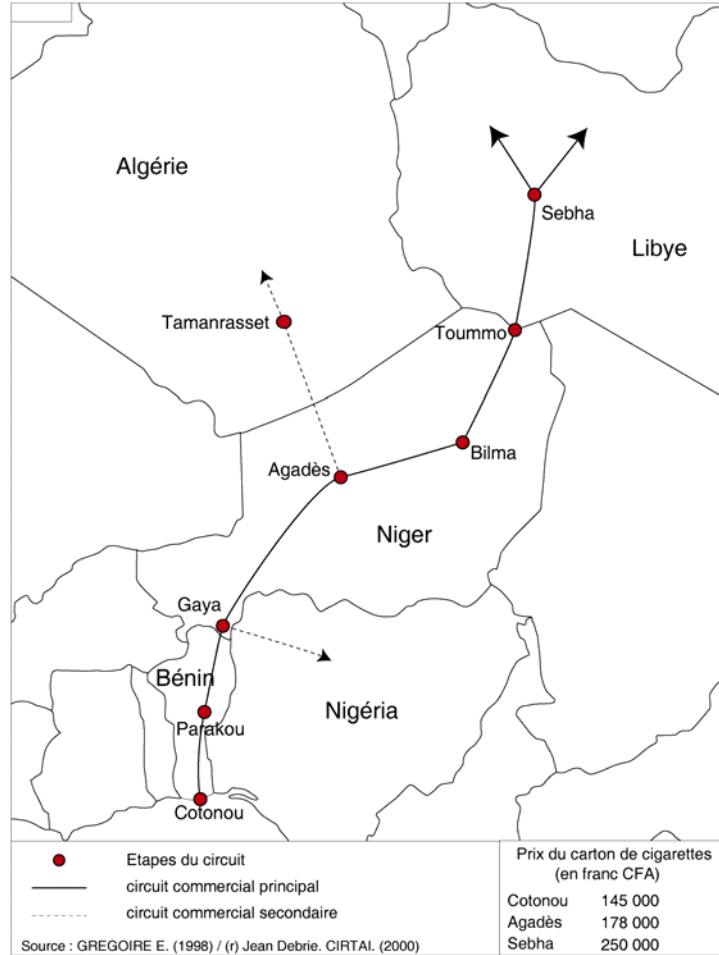 Algérie
Sebha
Libye
Tamanrasset
Toummo
Agadès
Bilma
Niger
Gaya
Bénin
Nigéria
Parakou
Cotonou
Etapes du circuit
circuit commercial principal
circuit commercial secondaire
Source : GREGOIRE E. (1998) / (r) Jean Debrie. CIRTAI. (2000)
Prix du carton de cigarettes
(en franc CFA)
Cotonou 145 000
Agadès 178 000
Sebha 250 000